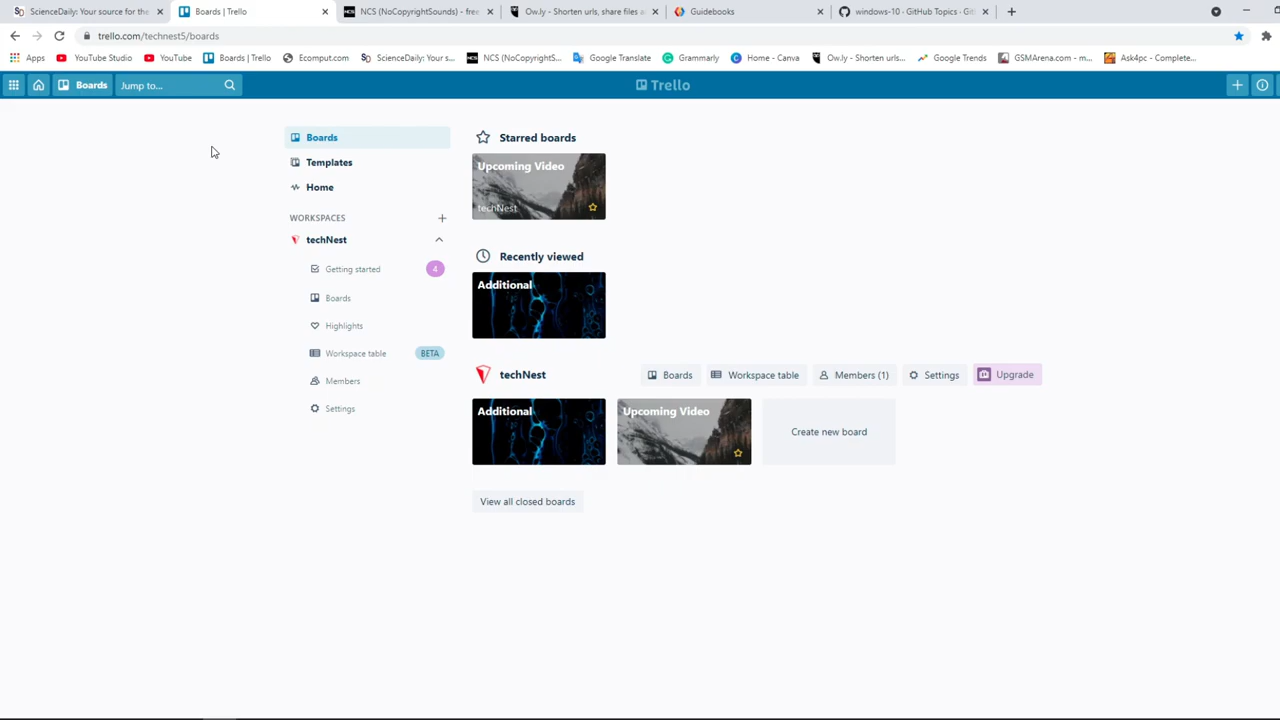 ScienceDaily: Your source for the
Boards | Trello
NCS (NoCopyrightSounds) - free
Ow.ly - Shorten urls, share files a
Guidebooks
windows-10 · GitHub Topics · Git
trello.com/technest5/boards
Apps
YouTube Studio
YouTube
Boards | Trello
Ecomput.com
ScienceDaily: Your s...
NCS (NoCopyrightS...
Google Translate
Grammarly
Home - Canva
Ow.ly - Shorten urls...
Google Trends
GSMArena.com - m...
Ask4pc - Complete...
Boards
Jump to...
Trello
Boards
Templates
Home
WORKSPACES
techNest
Getting started
4
Boards
Highlights
Workspace table
BETA
Members
Settings
Starred boards
Upcoming Video
techNest
Recently viewed
Additional
techNest
Boards
Workspace table
Members (1)
Settings
Upgrade
Additional
Upcoming Video
Create new board
View all closed boards